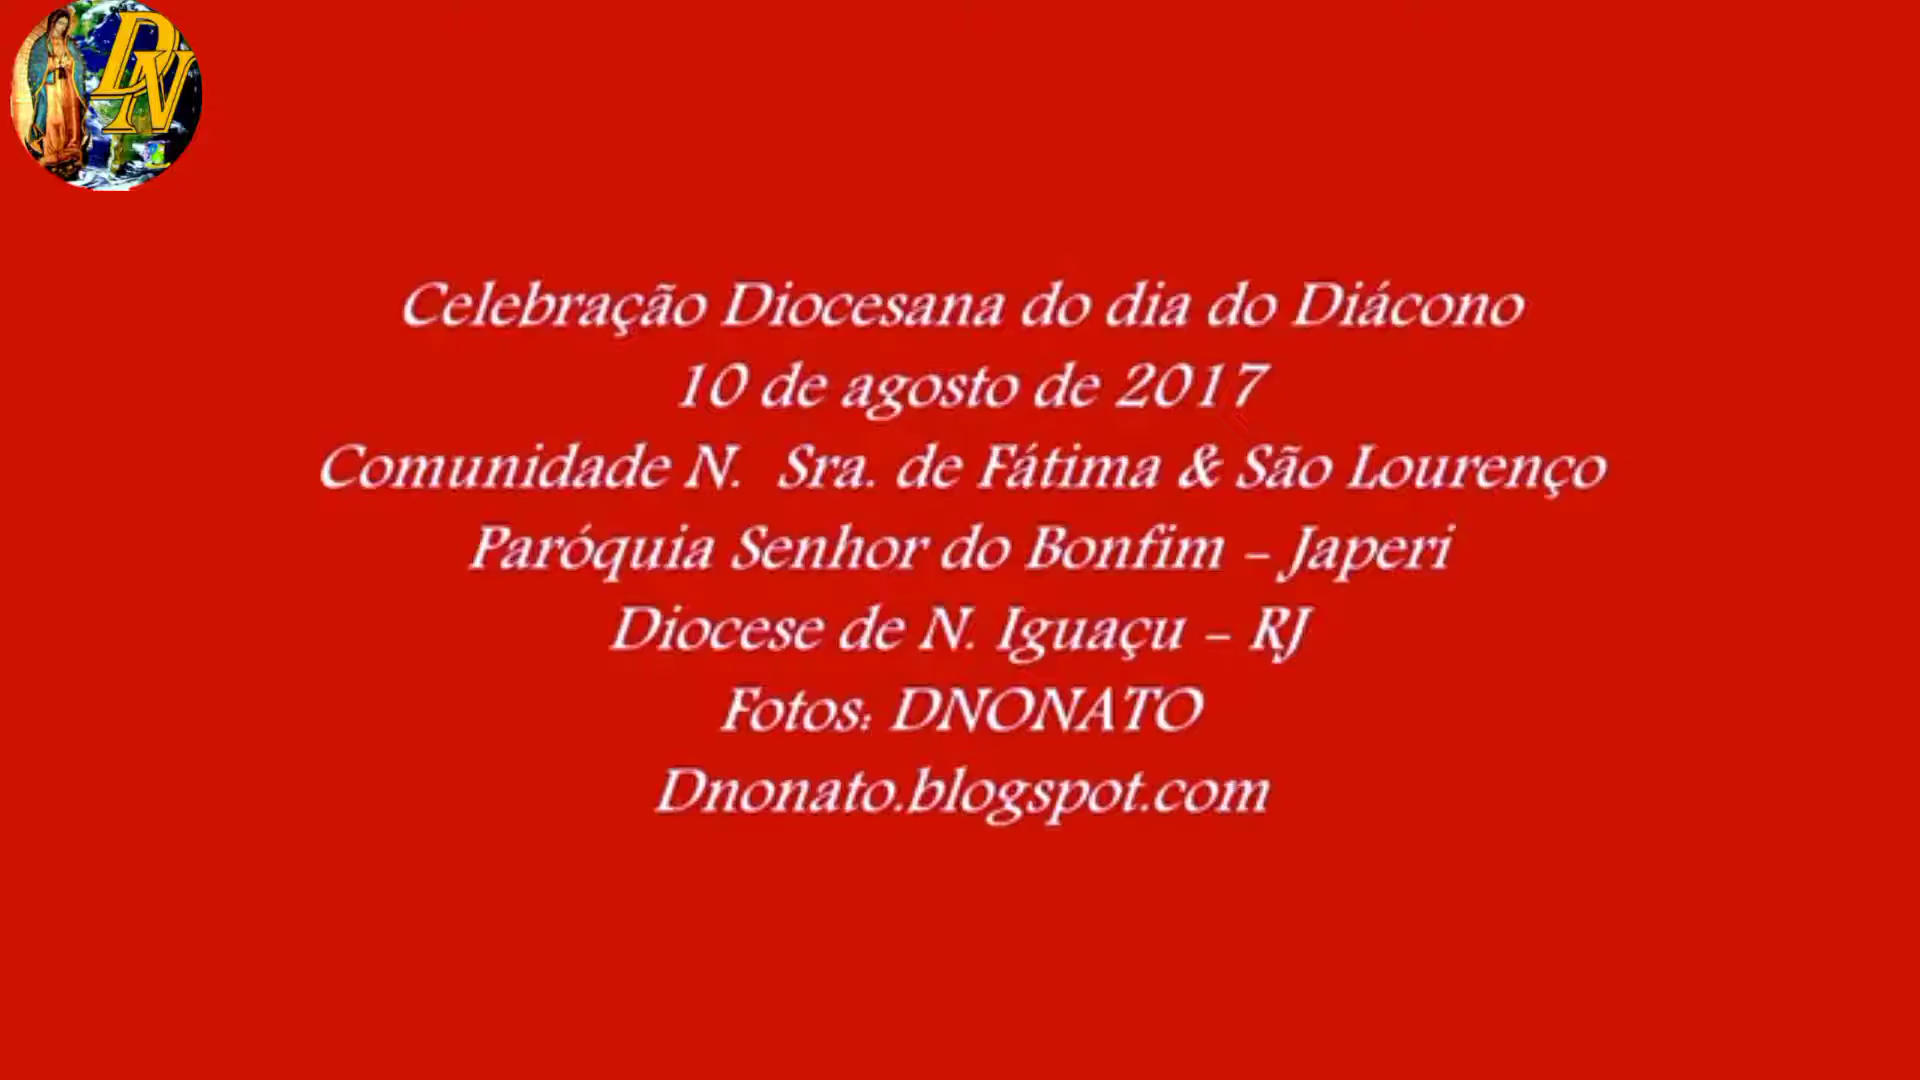 DN
Celebração Diocesana do dia do Diácono
10 de agosto de 2017
Comunidade N. Sra. de Fátima & São Lourenço
Paróquia Senhor do Bonfim - Japeri
Diocese de N. Iguaçu - RJ
Fotos: DNONATO
Dnonato.blogspot.com